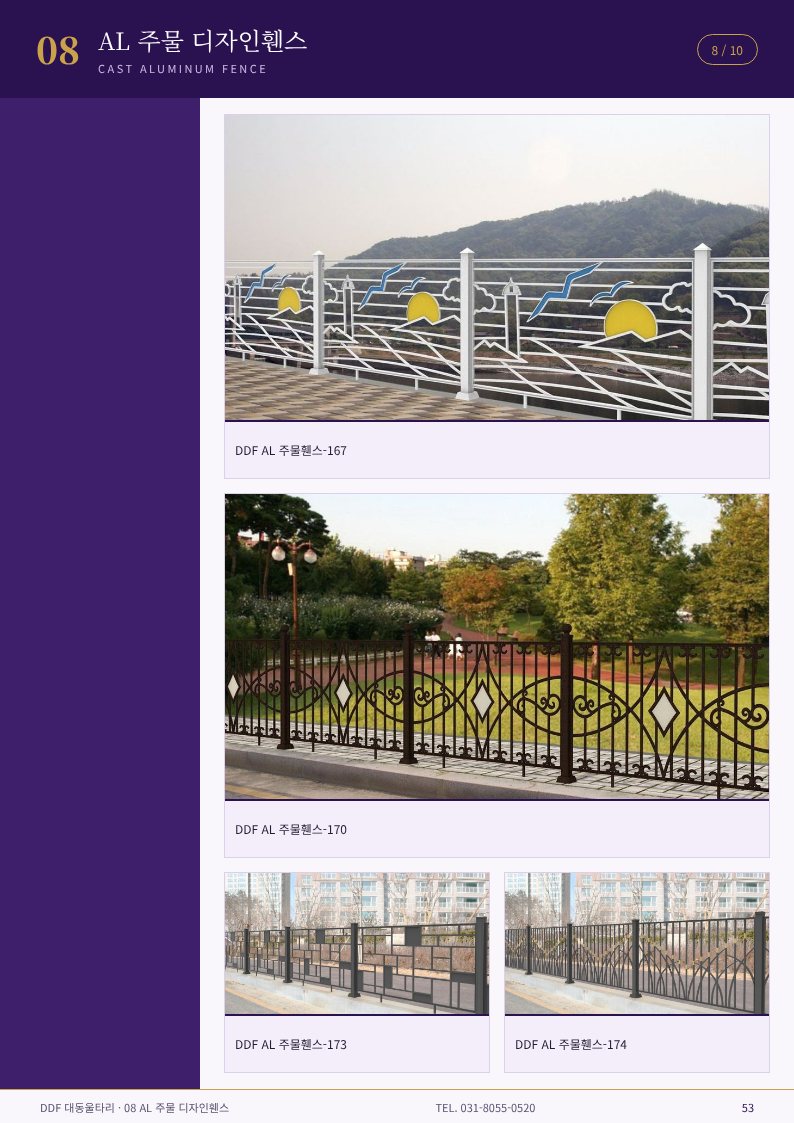 08
AL 주물 디자인휀스
CAST ALUMINUM FENCE
8 / 10
DDF AL 주물휀스-167
DDF AL 주물휀스-170
DDF AL 주물휀스-173
DDF AL 주물휀스-174
DDF 대동울타리 · 08 AL 주물 디자인휀스
TEL. 031-8055-0520
53